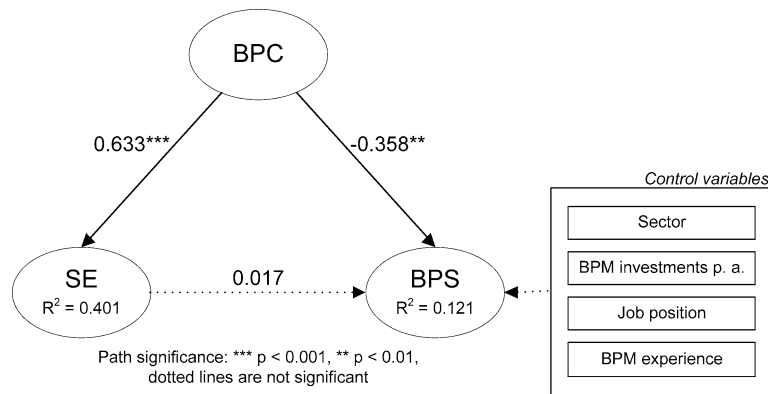 BPC
0.633***
-0.358**
Control variables
Sector
SE
R² = 0.401
0.017
BPS
R² = 0.121
BPM investments p. a.
Job position
BPM experience
Path significance: *** p < 0.001, ** p < 0.01,
dotted lines are not significant